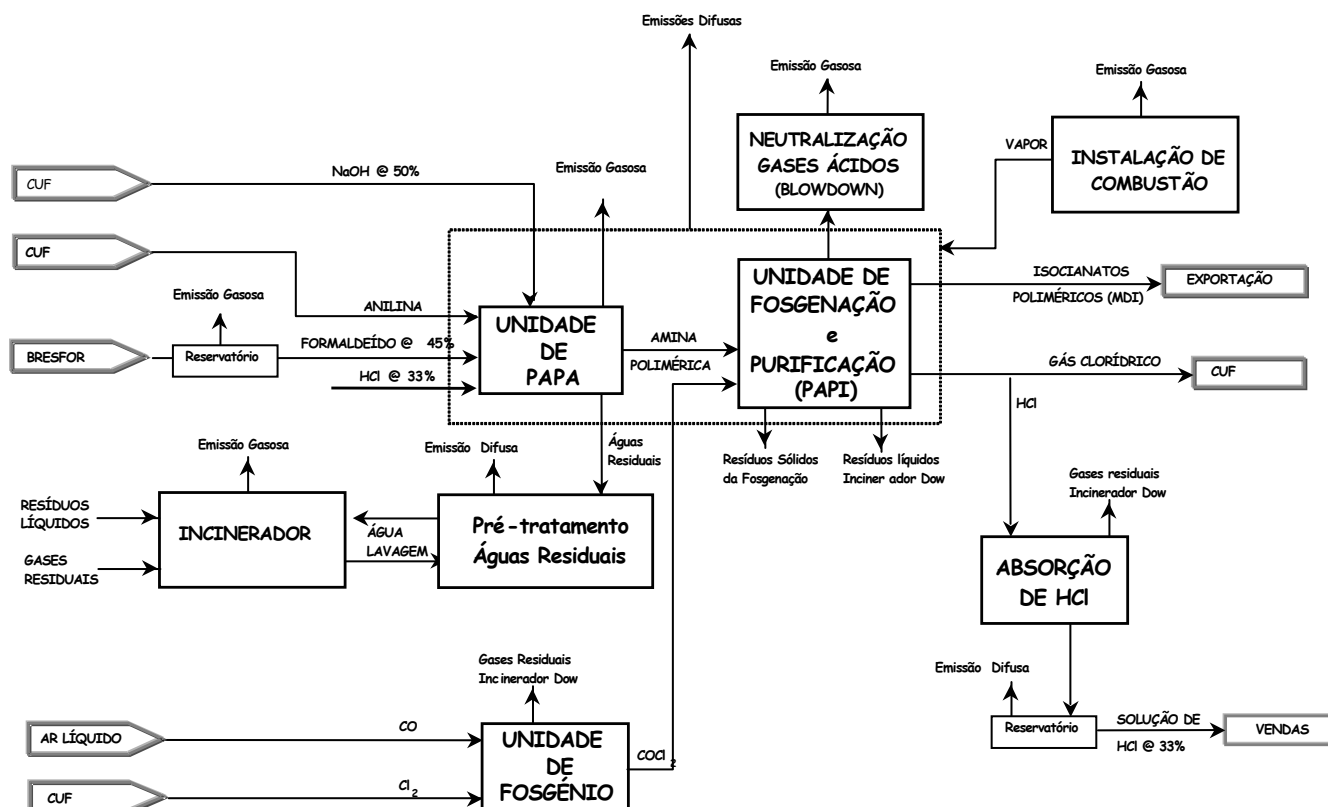 Emissões Difusas
Emissão Gasosa
Emissão Gasosa
NEUTRALIZAÇÃO
GASES ÁCIDOS
(BLOWDOWN)
VAPOR
INSTALAÇÃO DE
COMBUSTÃO
CUF
NaOH @ 50%
Emissão Gasosa
CUF
ANILINA
Emissão Gasosa
BRESFOR
Reservatório
FORMALDEÍDO @ 45%
HCl @ 33%
UNIDADE
DE
PAPA
AMINA
POLIMÉRICA
UNIDADE DE
FOSGENAÇÃO
e
PURIFICAÇÃO
(PAPI)
ISOCIANATOS
POLIMÉRICOS (MDI)
EXPORTAÇÃO
GÁS CLORÍDRICO
CUF
HCl
Águas
Residuais
Resíduos Sólidos
da Fosgenação
Resíduos líquidos
Inciner ador Dow
Emissão Gasosa
Emissão Difusa
RESÍDUOS
LÍQUIDOS
GASES
RESIDUAIS
INCINERADOR
ÁGUA
LAVAGEM
Pré-tratamento
Águas Residuais
Gases residuais
Incinerador Dow
ABSORÇÃO
DE HCl
Emissão Difusa
Reservatório
SOLUÇÃO DE
HCl @ 33%
VENDAS
Gases Residuais
Incinerador Dow
AR LÍQUIDO
CO
CUF
Cl2
UNIDADE
DE
FOSGÉNIO
COCl2